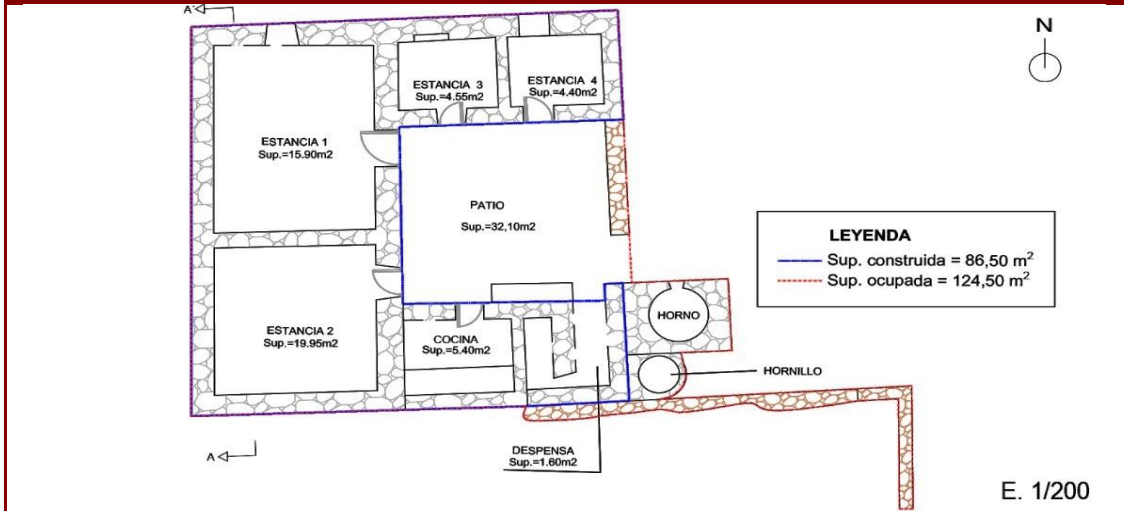 A'
N
ESTANCIA 3
Sup.=4.55m2
ESTANCIA 4
Sup.=4.40m2
ESTANCIA 1
Sup.=15.90m2
PATIO
Sup.=32,10m2
LEYENDA
Sup. construida = 86,50 m²
Sup. ocupada = 124,50 m²
HORNO
ESTANCIA 2
Sup.=19.95m2
COCINA
Sup.=5.40m2
HORNILLO
A
DESPENSA
Sup.=1.60m2
E. 1/200